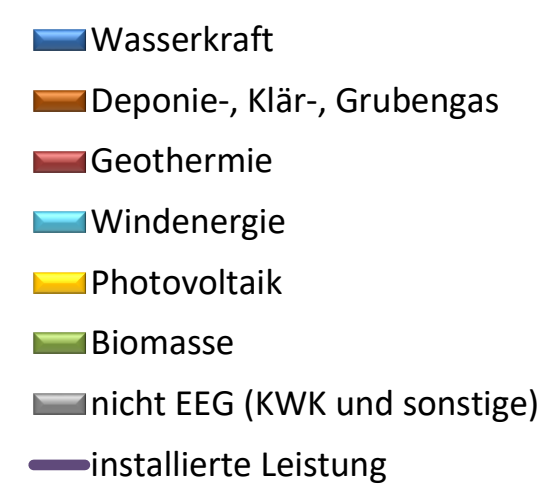 Wasserkraft
Deponie-, Klär-, Grubengas
Geothermie
Windenergie
Photovoltaik
Biomasse
nicht EEG (KWK und sonstige)
installierte Leistung